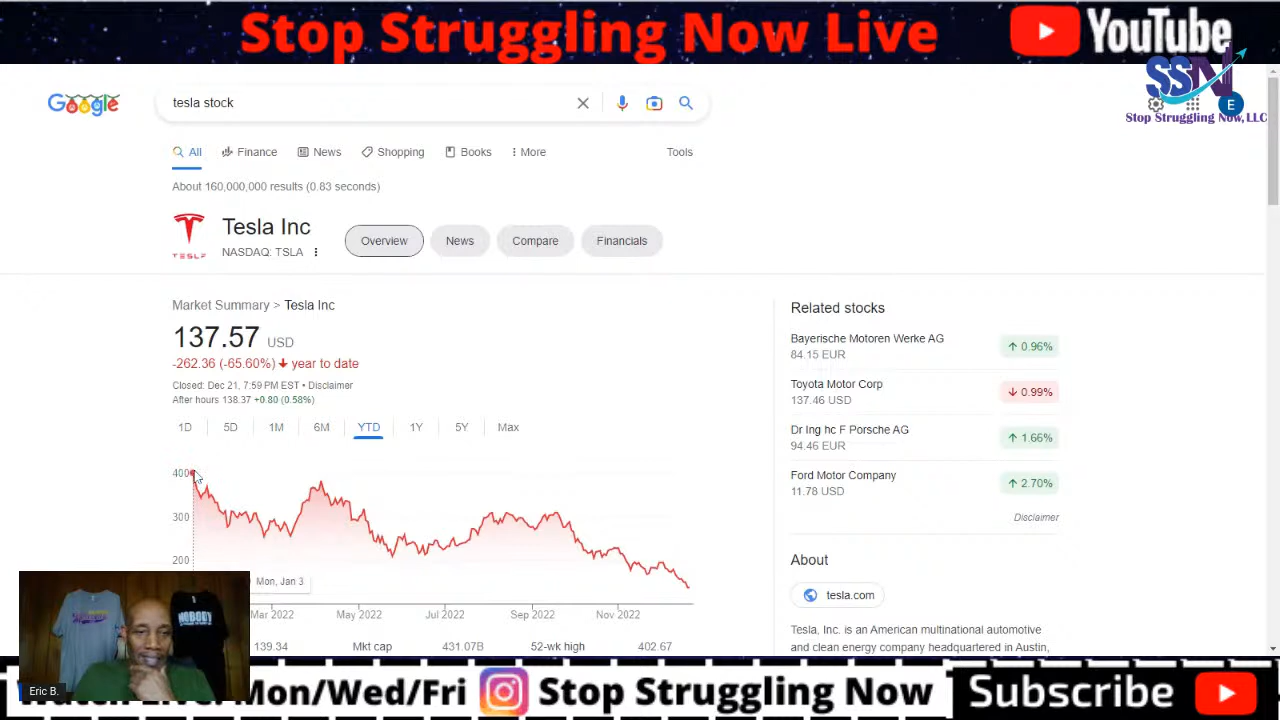 Stop Struggling Now Live
YouTube
SSN
Stop Struggling Now, LLC
E
Google
tesla stock
All
Finance
News
Shopping
Books
More
Tools
About 160,000,000 results (0.83 seconds)
TESLA
Tesla Inc
NASDAQ: TSLA
Overview
News
Compare
Financials
Market Summary > Tesla Inc
137.57 USD
-262.36 (-65.60%) year to date
Closed: Dec 21, 7:59 PM EST • Disclaimer
After hours 138.37 +0.80 (0.58%)
1D
5D
1M
6M
YTD
1Y
5Y
Max
400
300
200
Mon, Jan 3
Mar 2022
May 2022
Jul 2022
Sep 2022
Nov 2022
139.34
Mkt cap
431.07B
52-wk high
402.67
Related stocks
Bayerische Motoren Werke AG
84.15 EUR
0.96%
Toyota Motor Corp
137.46 USD
0.99%
Dr Ing hc F Porsche AG
94.46 EUR
1.66%
Ford Motor Company
11.78 USD
2.70%
Disclaimer
About
tesla.com
Tesla, Inc. is an American multinational automotive
and clean energy company headquartered in Austin,
NOBODY
Eric B.
Mon/Wed/Fri
Stop Struggling Now
Subscribe